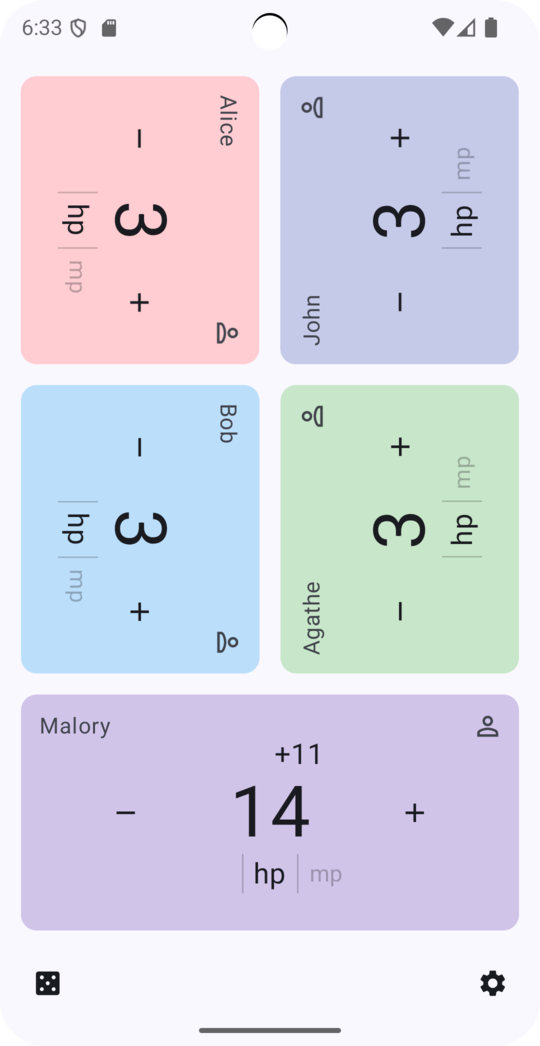 6:33
Alice
−
3
+
hp
mp
John
+
3
−
hp
mp
Bob
−
3
+
hp
mp
Agathe
+
3
−
hp
mp
Malory
+11
− 14 +
hp mp